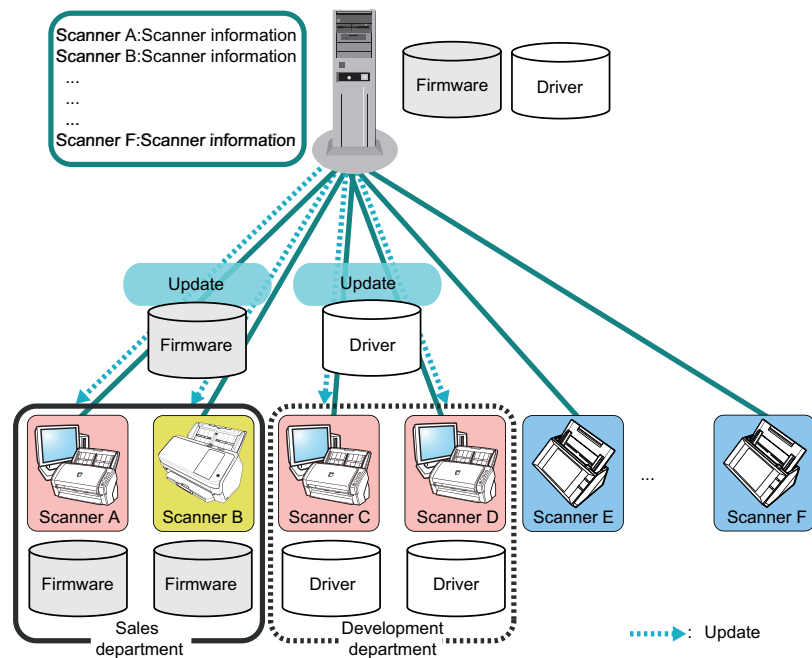 Scanner A:Scanner information
Scanner B:Scanner information
...
...
...
Scanner F:Scanner information
Firmware
Driver
Update
Update
Firmware
Driver
Scanner A
Scanner B
Scanner C
Scanner D
Scanner E
...
Scanner F
Firmware
Firmware
Driver
Driver
Sales
department
Development
department
: Update